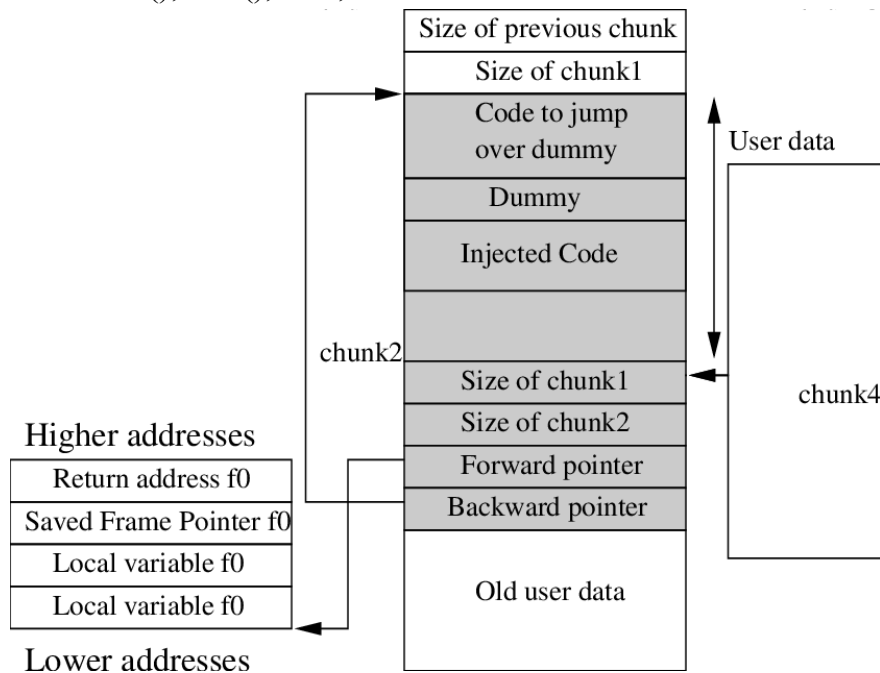 Size of previous chunk
Size of chunk1
Code to jump
over dummy
User data
Dummy
Injected Code
chunk2
Size of chunk1
chunk4
Size of chunk2
Higher addresses
Forward pointer
Return address f0
Backward pointer
Saved Frame Pointer f0
Local variable f0
Old user data
Local variable f0
Lower addresses